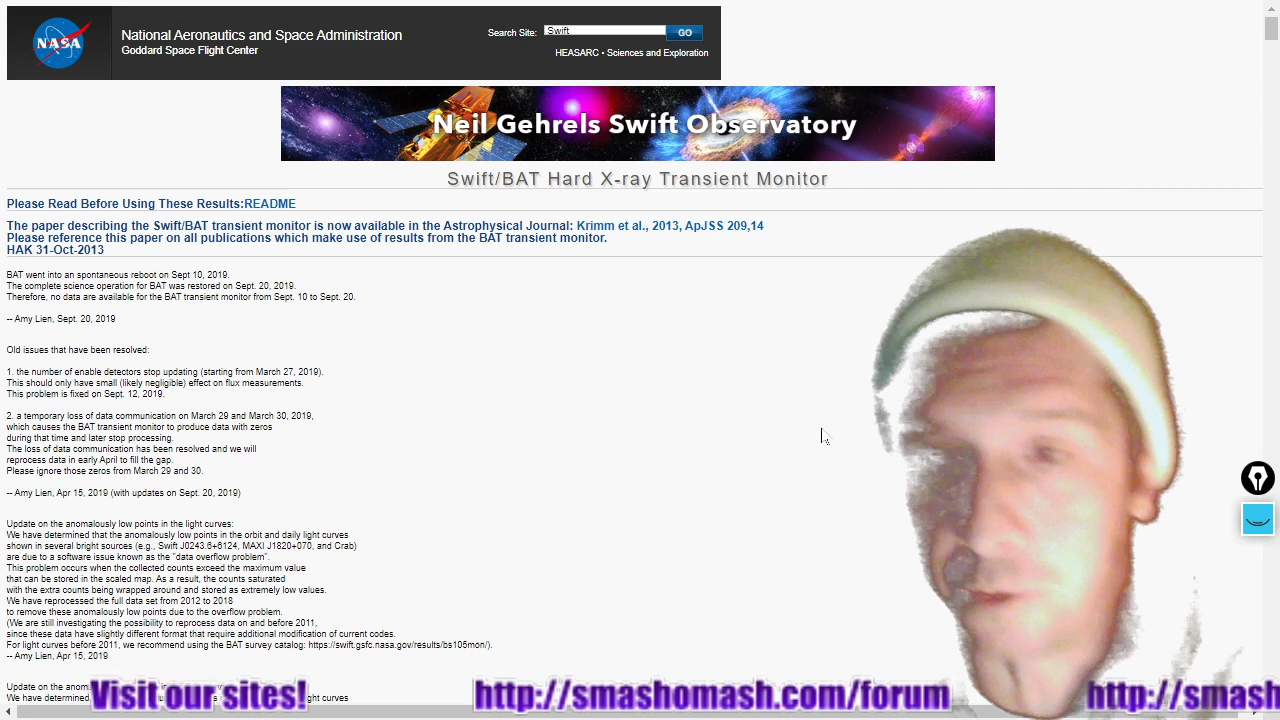 NASA
National Aeronautics and Space Administration
Goddard Space Flight Center
Search Site: Swift GO
HEASARC • Sciences and Exploration
Neil Gehrels Swift Observatory
Swift/BAT Hard X-ray Transient Monitor
Please Read Before Using These Results:README
The paper describing the Swift/BAT transient monitor is now available in the Astrophysical Journal: Krimm et al., 2013, ApJSS 209,14
Please reference this paper on all publications which make use of results from the BAT transient monitor.
HAK 31-Oct-2013
BAT went into an spontaneous reboot on Sept 10, 2019.
The complete science operation for BAT was restored on Sept. 20, 2019.
Therefore, no data are available for the BAT transient monitor from Sept. 10 to Sept. 20.
-- Amy Lien, Sept. 20, 2019
Old issues that have been resolved:
1. the number of enable detectors stop updating (starting from March 27, 2019).
This should only have small (likely negligible) effect on flux measurements.
This problem is fixed on Sept. 12, 2019.
2. a temporary loss of data communication on March 29 and March 30, 2019,
which causes the BAT transient monitor to produce data with zeros
during that time and later stop processing.
The loss of data communication has been resolved and we will
reprocess data in early April to fill the gap.
Please ignore those zeros from March 29 and 30.
-- Amy Lien, Apr 15, 2019 (with updates on Sept. 20, 2019)
Update on the anomalously low points in the light curves:
We have determined that the anomalously low points in the orbit and daily light curves
shown in several bright sources (e.g., Swift J0243.6+6124, MAXI J1820+070, and Crab)
are due to a software issue known as the "data overflow problem".
This problem occurs when the collected counts exceed the maximum value
that can be stored in the scaled map. As a result, the counts saturated
with the extra counts being wrapped around and stored as extremely low values.
We have reprocessed the full data set from 2012 to 2018
to remove these anomalously low points due to the overflow problem.
(We are still investigating the possibility to reprocess data on and before 2011,
since these data have slightly different format that require additional modification of current codes.
For light curves before 2011, we recommend using the BAT survey catalog: https://swift.gsfc.nasa.gov/results/bs105mon/).
-- Amy Lien, Apr 15, 2019
Update on the anom
We have determined light curves
Visit our sites! http://smashomash.com/forum http://smash